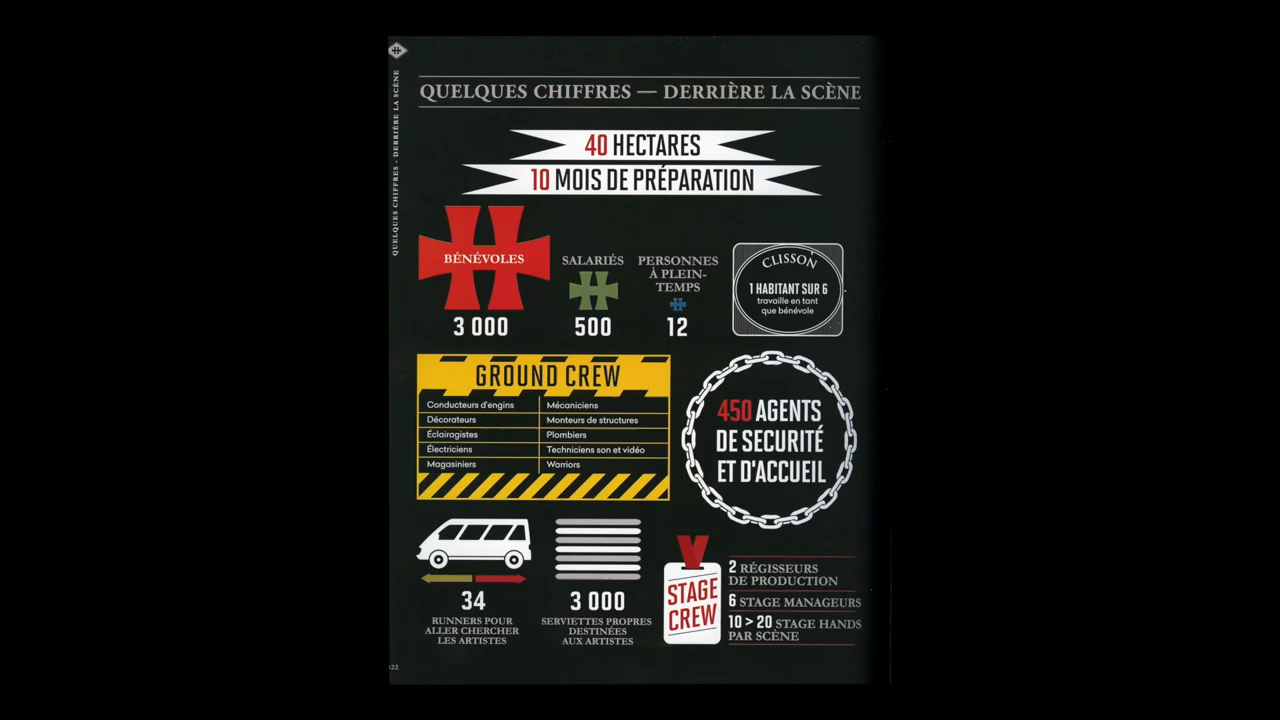 QUELQUES CHIFFRES - DERRIÈRE LA SCÈNE
QUELQUES CHIFFRES — DERRIÈRE LA SCÈNE
40 HECTARES
10 MOIS DE PRÉPARATION
BÉNÉVOLES
3 000
SALARIÉS
500
PERSONNES
À PLEIN-
TEMPS
12
CLISSON
1 HABITANT SUR 6
travaille en tant
que bénévole
GROUND CREW
Conducteurs d'engins
Décorateurs
Éclairagistes
Électriciens
Magasiniers
Mécaniciens
Monteurs de structures
Plombiers
Techniciens son et vidéo
Warriors
450 AGENTS
DE SECURITÉ
ET D'ACCUEIL
34
RUNNERS POUR
ALLER CHERCHER
LES ARTISTES
3 000
SERVIETTES PROPRES
DESTINÉES
AUX ARTISTES
STAGE
CREW
2 RÉGISSEURS
DE PRODUCTION
6 STAGE MANAGEURS
10 > 20 STAGE HANDS
PAR SCÈNE
22